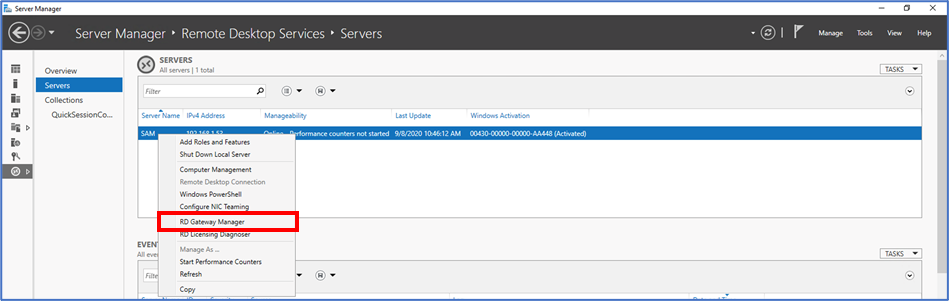 Server Manager
Server Manager ‣ Remote Desktop Services ‣ Servers
Manage Tools View Help
Overview
Servers
Collections
QuickSessionCo...
SERVERS
All servers | 1 total
TASKS
Filter
Server Name IPv4 Address Manageability Last Update Windows Activation
SAM 192.168.1.53 Online - Performance counters not started 9/8/2020 10:46:12 AM 00430-00000-00000-AA448 (Activated)
Add Roles and Features
Shut Down Local Server
Computer Management
Remote Desktop Connection
Windows PowerShell
Configure NIC Teaming
RD Gateway Manager
RD Licensing Diagnoser
Manage As ...
Start Performance Counters
Refresh
Copy
EVEN
All eve
TASKS
Filte